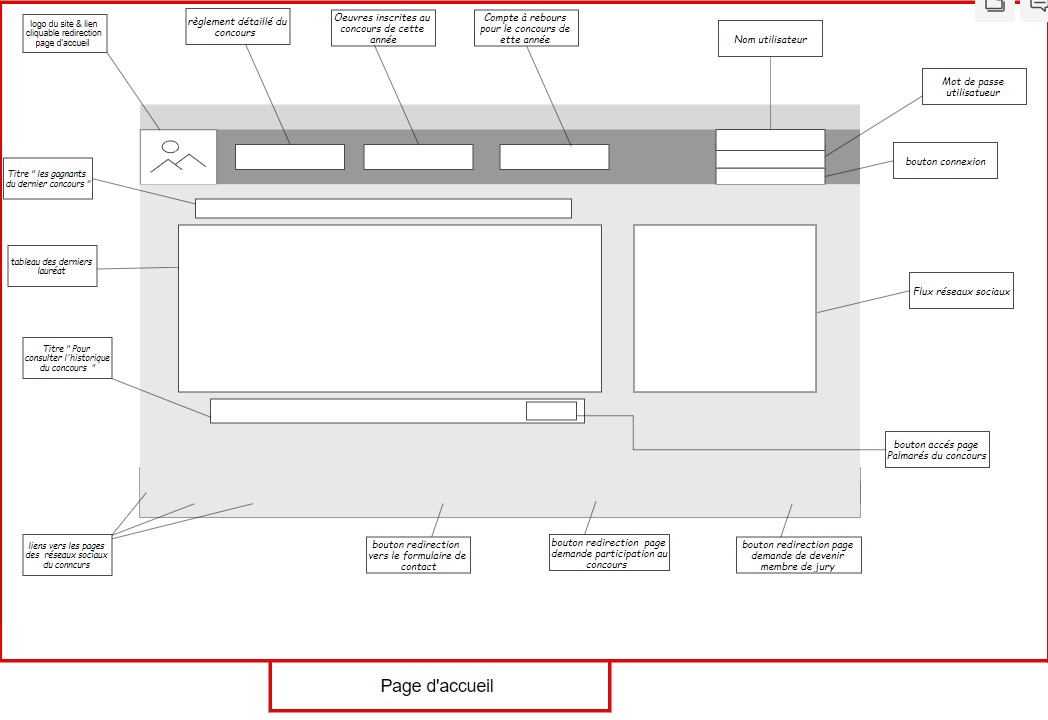 logo du site & lien
cliquable redirection
page d'accueil
règlement détaillé du
concours
Oeuvres inscrites au
concours de cette
année
Compte à rebours
pour le concours de
ette année
Nom utilisateur
Mot de passe
utilisatueur
bouton connexion
Titre " les gagnants
du dernier concours "
tableau des derniers
lauréat
Flux réseaux sociaux
Titre " Pour
consulter l'historique
du concours "
bouton accés page
Palmarés du concours
liens vers les pages
des réseaux sociaux
du conncurs
bouton redirection
vers le formulaire de
contact
bouton redirection page
demande participation au
concours
bouton redirection page
demande de devenir
membre de jury
Page d'accueil